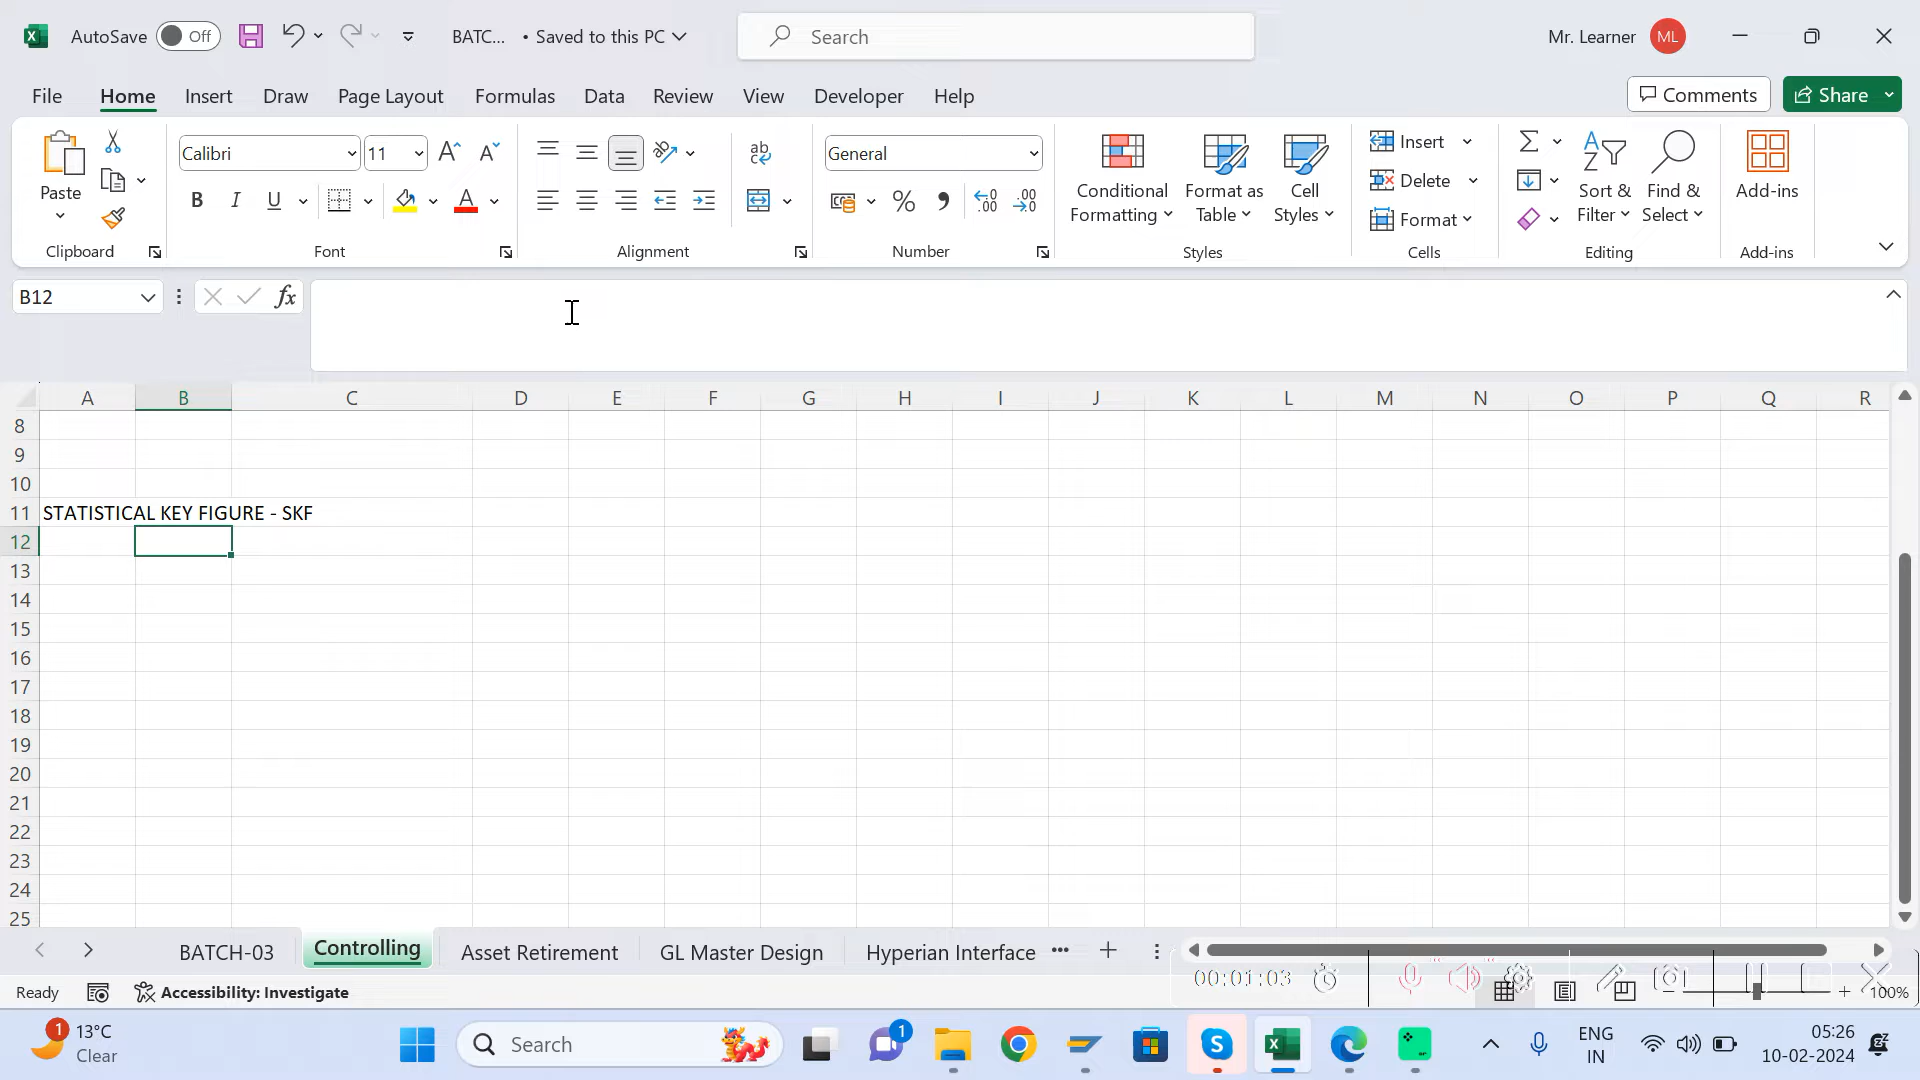 AutoSave Off BATC... • Saved to this PC Search Mr. Learner ML
File Home Insert Draw Page Layout Formulas Data Review View Developer Help Comments Share
Paste Calibri 11 A A General Conditional Formatting Format as Table Cell Styles Insert Sort & Filter Find & Select Add-ins
B I U A ab % Delete
Format
Clipboard Font Alignment Number Styles Cells Editing Add-ins
B12 fx
A B C D E F G H I J K L M N O P Q R
8
9
10
11 STATISTICAL KEY FIGURE - SKF
12
13
14
15
16
17
18
19
20
21
22
23
24
25
BATCH-03 Controlling Asset Retirement GL Master Design Hyperian Interface ••• +
00:01:03
Ready Accessibility: Investigate 100%
1 13°C Search 1 ENG 05:26
Clear IN 10-02-2024